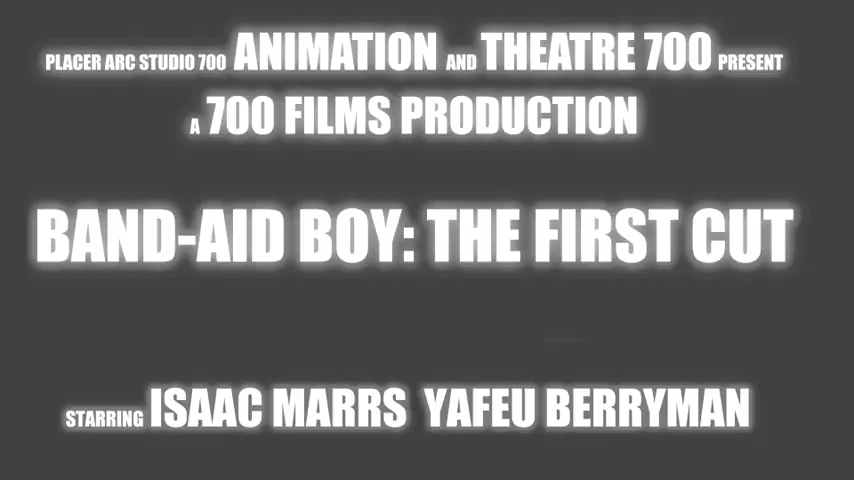 PLACER ARC STUDIO 700 ANIMATION AND THEATRE 700 PRESENT
A 700 FILMS PRODUCTION
BAND-AID BOY: THE FIRST CUT
STARRING ISAAC MARRS YAFEU BERRYMAN